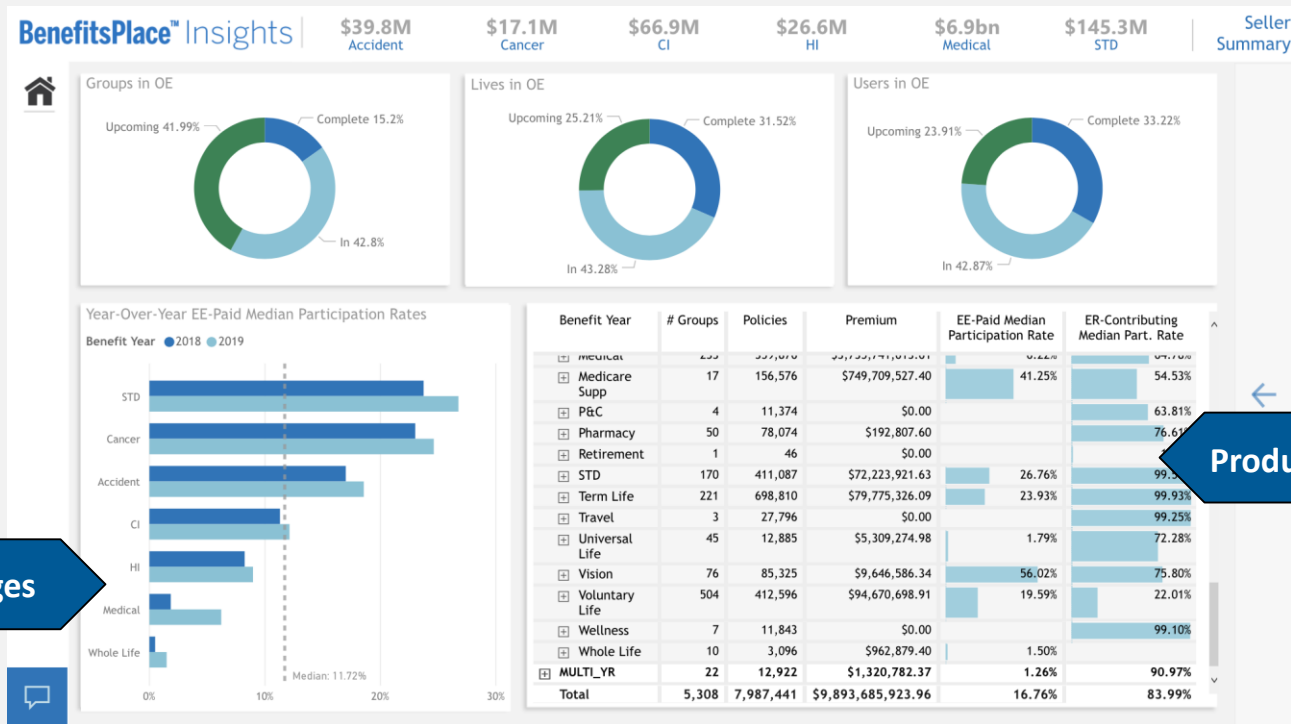 BenefitsPlace™ Insights
$39.8M $17.1M $66.9M $26.6M $6.9bn $145.3M Seller
Accident Cancer CI HI Medical STD Summary
Groups in OE
Upcoming 41.99%
Complete 15.2%
In 42.8%
Lives in OE
Upcoming 25.21%
Complete 31.52%
In 43.28%
Users in OE
Upcoming 23.91%
Complete 33.22%
In 42.87%
Year-Over-Year EE-Paid Median Participation Rates
Benefit Year 2018 2019
STD
Cancer
Accident
CI
HI
Medical
Whole Life
Median: 11.72%
0% 10% 20% 30%
Benefit Year # Groups Policies Premium EE-Paid Median ER-Contributing
Participation Rate Median Part. Rate
Medical
Medicare 17 156,576 $749,709,527.40 41.25% 54.53%
Supp
P&C 4 11,374 $0.00 63.81%
Pharmacy 50 78,074 $192,807.60 76.61%
Retirement 1 46 $0.00
STD 170 411,087 $72,223,921.63 26.76%
Term Life 221 698,810 $79,775,326.09 23.93% 99.93%
Travel 3 27,796 $0.00 99.25%
Universal 45 12,885 $5,309,274.98 1.79% 72.28%
Life
Vision 76 85,325 $9,646,586.34 56.02% 75.80%
Voluntary 504 412,596 $94,670,698.91 19.59% 22.01%
Life
Wellness 7 11,843 $0.00 99.10%
Whole Life 10 3,096 $962,879.40 1.50%
MULTI_YR 22 12,922 $1,320,782.37 1.26% 90.97%
Total 5,308 7,987,441 $9,893,685,923.96 16.76% 83.99%
ges
Produ